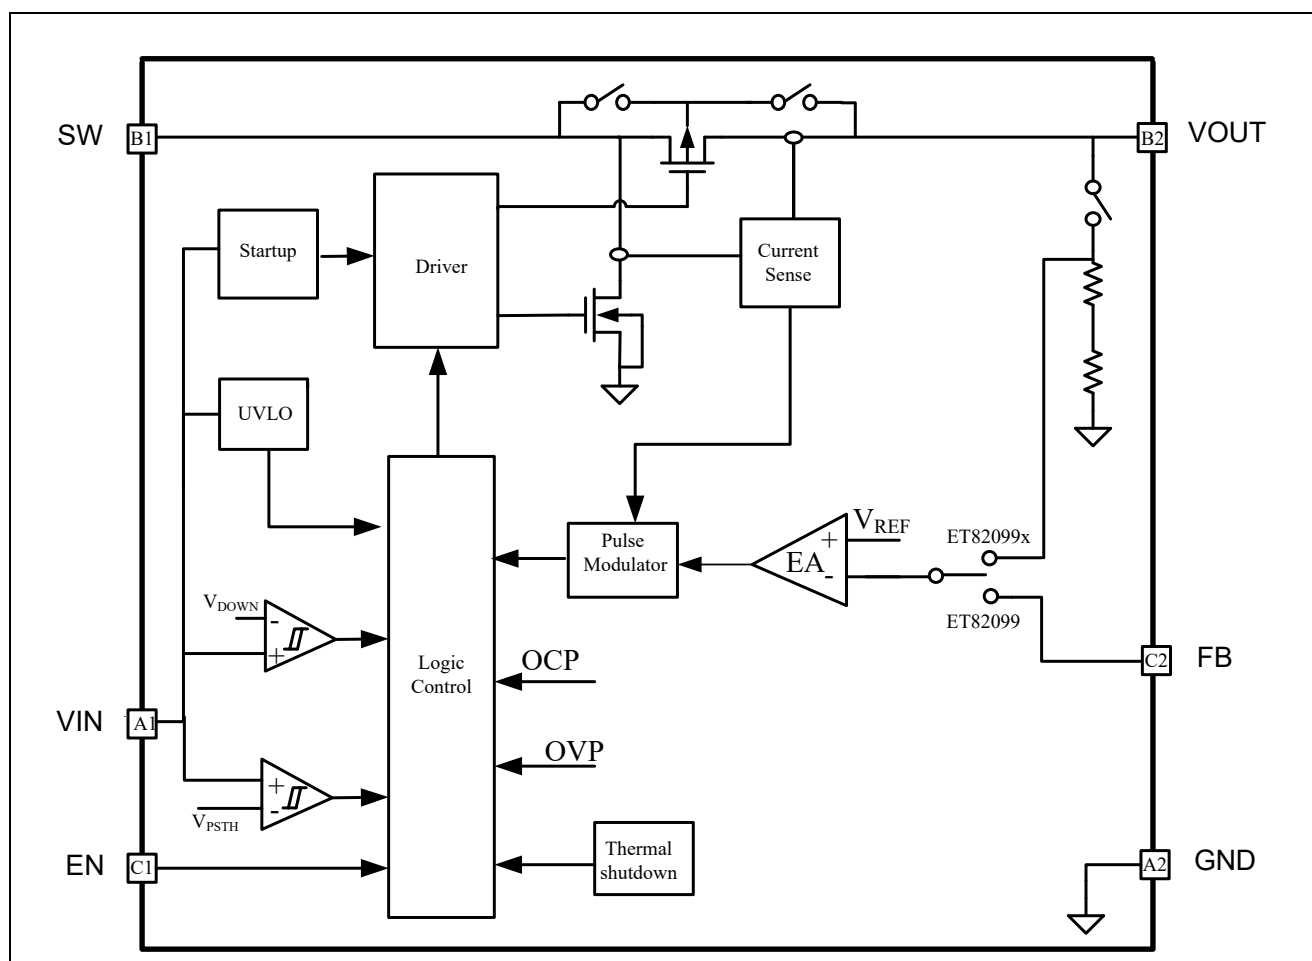 SW
B1
B2
VOUT
Startup
Driver
Current
Sense
UVLO
Pulse
Modulator
VREF
+
EA
-
ET82099x
ET82099
VDOWN
-
+
Logic
Control
OCP
C2
FB
VIN
A1
OVP
+
-
VPSTH
EN
C1
Thermal
shutdown
A2
GND